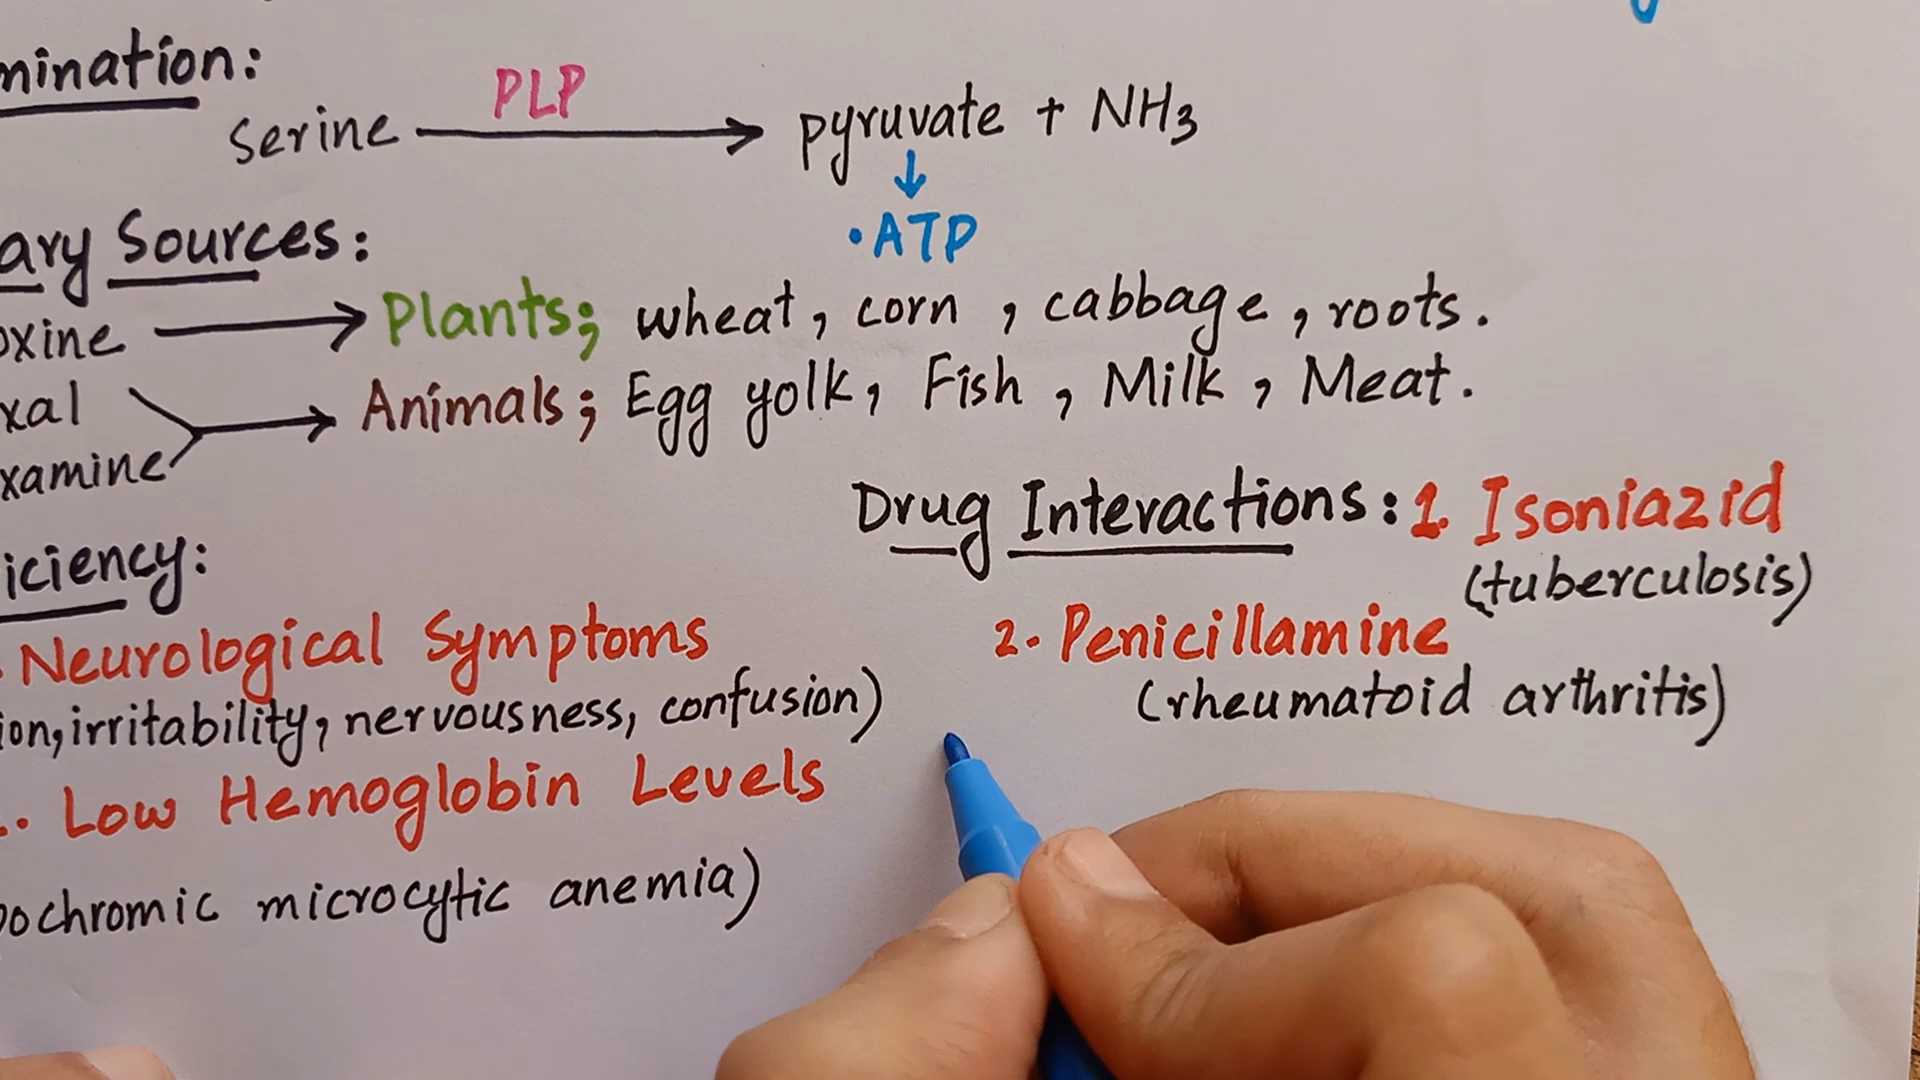 mination:
PLP
Serine → pyruvate + NH3
↓
•ATP
ary Sources:
oxine → Plants; wheat, corn, cabbage, roots.
xal
Animals; Egg yolk, Fish, Milk, Meat.
xamine
Drug Interactions: 1. Isoniazid
(tuberculosis)
2. Penicillamine
(rheumatoid arthritis)
iciency:
. Neurological Symptoms
ion, irritability, nervousness, confusion)
. Low Hemoglobin Levels
ochromic microcytic anemia)